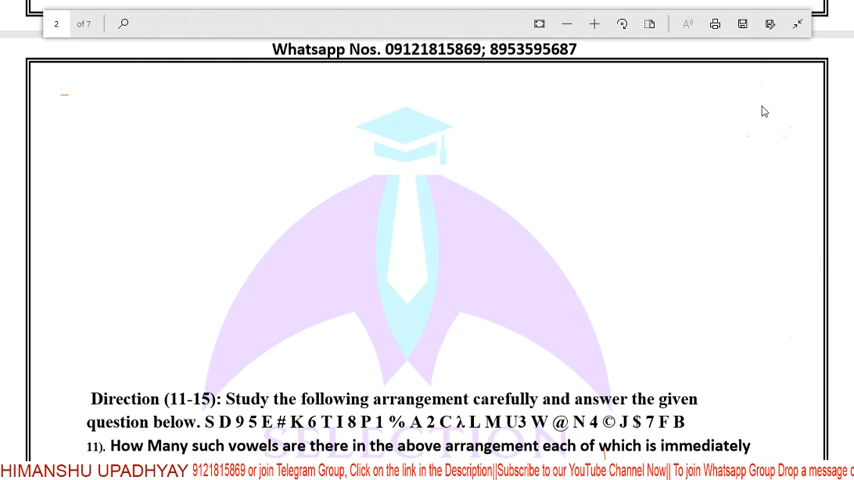 2 of 7
Whatsapp Nos. 09121815869; 8953595687
Direction (11-15): Study the following arrangement carefully and answer the given
question below. S D 9 5 E # K 6 T I 8 P 1 % A 2 C λ L M U3 W @ N 4 © J $ 7 F B
SELECTION
11). How Many such vowels are there in the above arrangement each of which is immediately
HIMANSHU UPADHYAY 9121815869 or join Telegram Group, Click on the link in the Description||Subscribe to our YouTube Channel Now|| To join Whatsapp Group Drop a message o